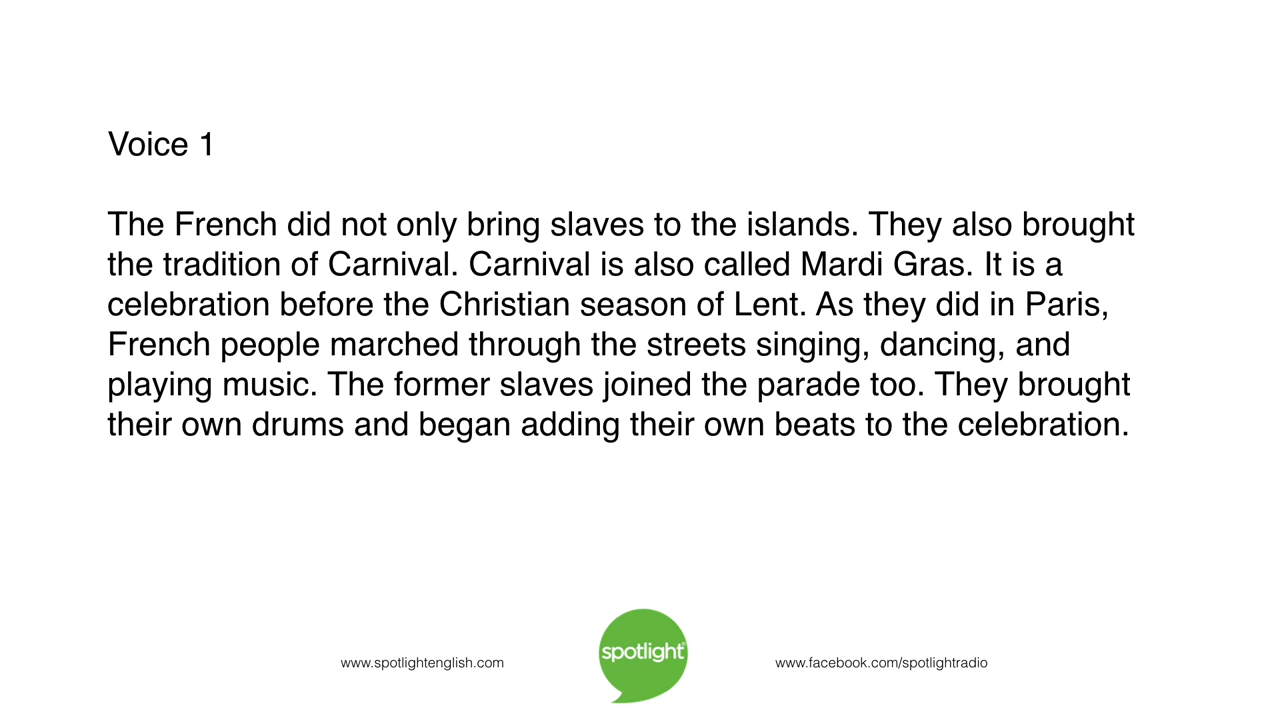 Voice 1
The French did not only bring slaves to the islands. They also brought
the tradition of Carnival. Carnival is also called Mardi Gras. It is a
celebration before the Christian season of Lent. As they did in Paris,
French people marched through the streets singing, dancing, and
playing music. The former slaves joined the parade too. They brought
their own drums and began adding their own beats to the celebration.
www.spotlightenglish.com
spotlight®
www.facebook.com/spotlightradio